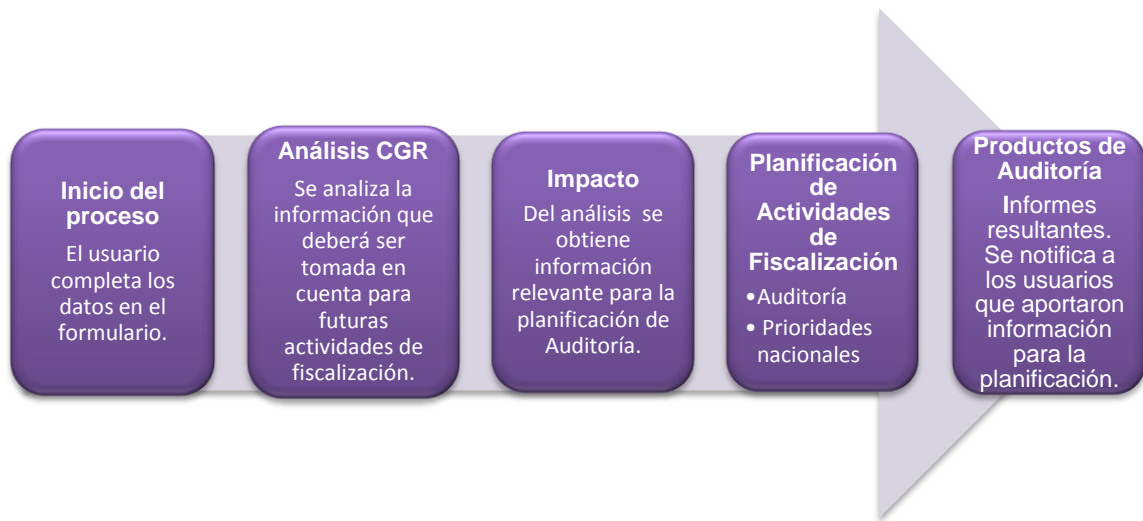 Inicio del
proceso
El usuario
completa los
datos en el
formulario.
Análisis CGR
Se analiza la
información que
deberá ser
tomada en
cuenta para
futuras
actividades de
fiscalización.
Impacto
Del análisis se
obtiene
información
relevante para la
planificación de
Auditoría.
Planificación
de
Actividades
de
Fiscalización
•Auditoría
• Prioridades
nacionales
Productos de
Auditoría
Informes
resultantes.
Se notifica a
los usuarios
que aportaron
información
para la
planificación.